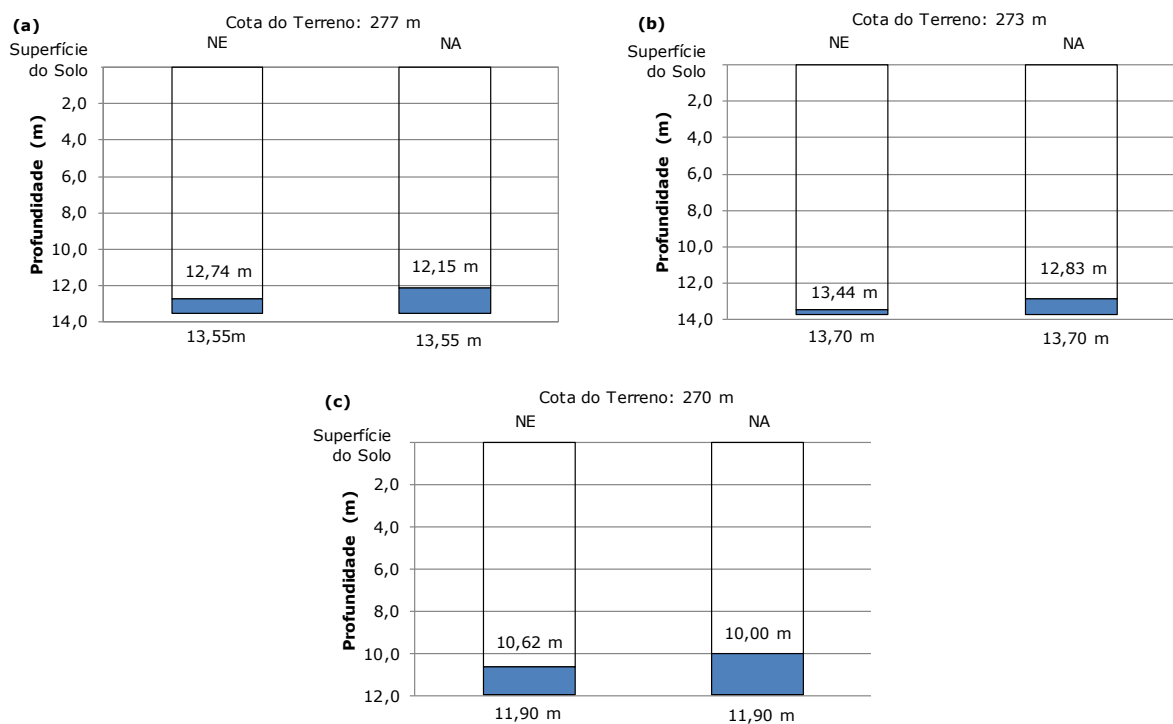 (a)
Cota do Terreno: 277 m
NE NA
Superfície
do Solo
2,0
4,0
6,0
8,0
10,0
12,0
14,0
Profundidade (m)
12,74 m 12,15 m
13,55m 13,55 m
(b)
Cota do Terreno: 273 m
NE NA
Superfície
do Solo
2,0
4,0
6,0
8,0
10,0
12,0
14,0
Profundidade (m)
13,44 m 12,83 m
13,70 m 13,70 m
(c)
Cota do Terreno: 270 m
NE NA
Superfície
do Solo
2,0
4,0
6,0
8,0
10,0
12,0
Profundidade (m)
10,62 m 10,00 m
11,90 m 11,90 m